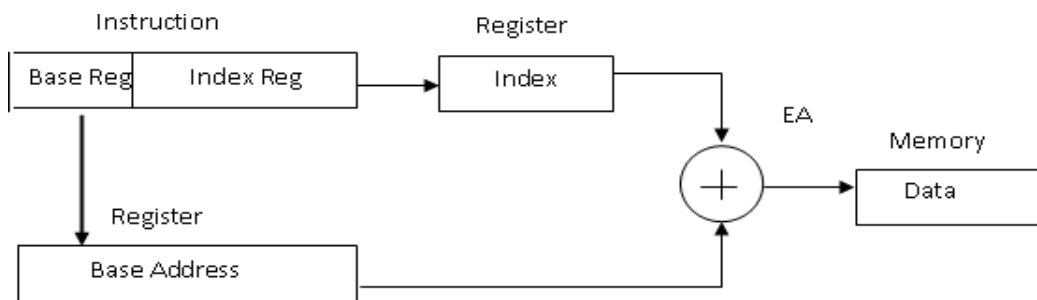 Instruction
Register
Base Reg
Index Reg
Index
EA
Memory
+
Data
Register
Base Address